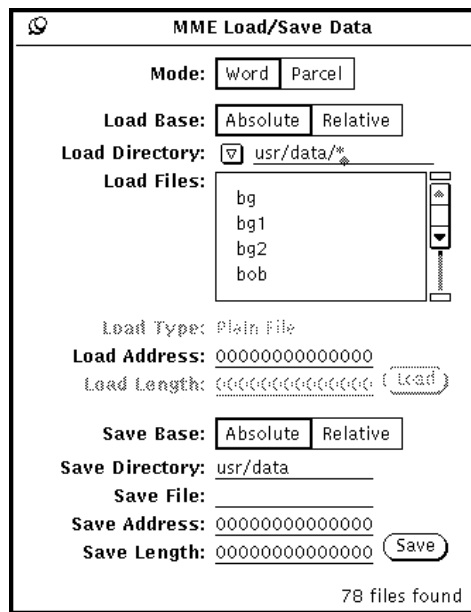 MME Load/Save Data
Mode: Word Parcel
Load Base: Absolute Relative
Load Directory: usr/data/*
Load Files:
bg
bg1
bg2
bob
Load Type: Plain File
Load Address: 00000000000000
Load Length: 00000000000000 Load
Save Base: Absolute Relative
Save Directory: usr/data
Save File:
Save Address: 00000000000000
Save Length: 00000000000000 Save
78 files found